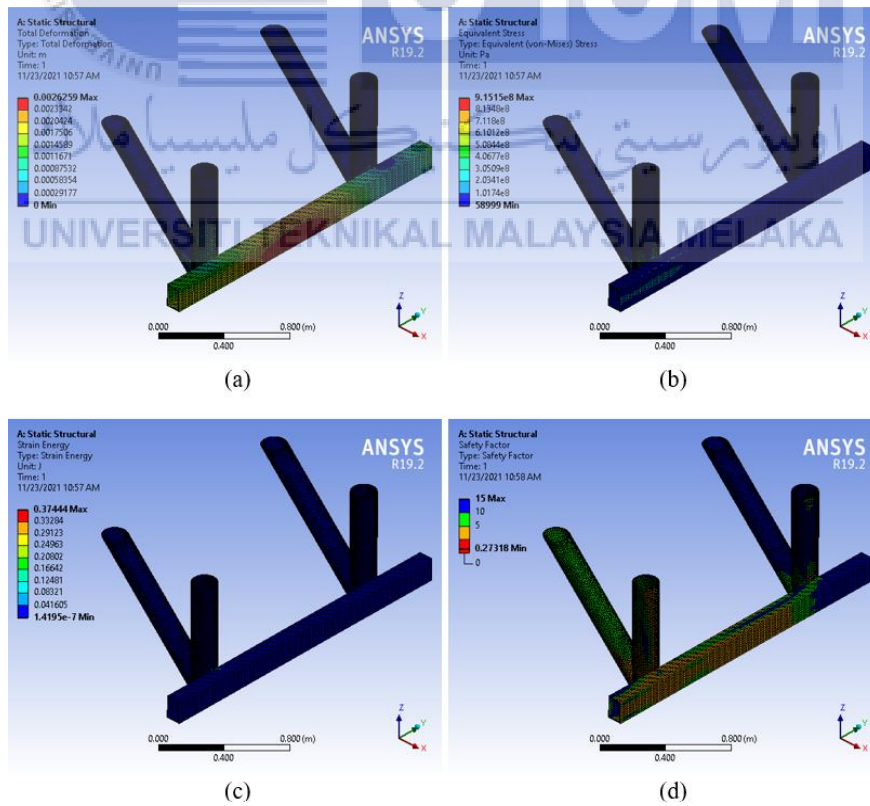 A: Static Structural
Total Deformation
Type: Total Deformation
Unit: m
Time: 1
11/23/2021 10:57 AM
ANSYS
R19.2
0.0026259 Max
0.0023342
0.0020424
0.0017506
0.0014589
0.0011671
0.00087532
0.00058354
0.00029177
0 Min
0.000
0.800 (m)
0.400
Z
Y
X
(a)
A: Static Structural
Equivalent Stress
Type: Equivalent (von-Mises) Stress
Unit: Pa
Time: 1
11/23/2021 10:57 AM
ANSYS
R19.2
9.1515e8 Max
8.1348e8
7.118e8
6.1012e8
5.0844e8
4.0677e8
3.0509e8
2.0341e8
1.0174e8
58999 Min
0.000
0.800 (m)
0.400
Z
Y
X
(b)
اونيۏرسيتي تيكنيكل مليسيا ملاك
UNIVERSITI TEKNIKAL MALAYSIA MELAKA
A: Static Structural
Strain Energy
Type: Strain Energy
Unit: J
Time: 1
11/23/2021 10:57 AM
ANSYS
R19.2
0.37444 Max
0.33284
0.29123
0.24963
0.20802
0.16642
0.12481
0.08321
0.041605
1.4195e-7 Min
0.000
0.800 (m)
0.400
Z
Y
X
(c)
A: Static Structural
Safety Factor
Type: Safety Factor
Time: 1
11/23/2021 10:58 AM
ANSYS
R19.2
15 Max
10
5
0.27318 Min
0
0.000
0.800 (m)
0.400
Z
Y
X
(d)